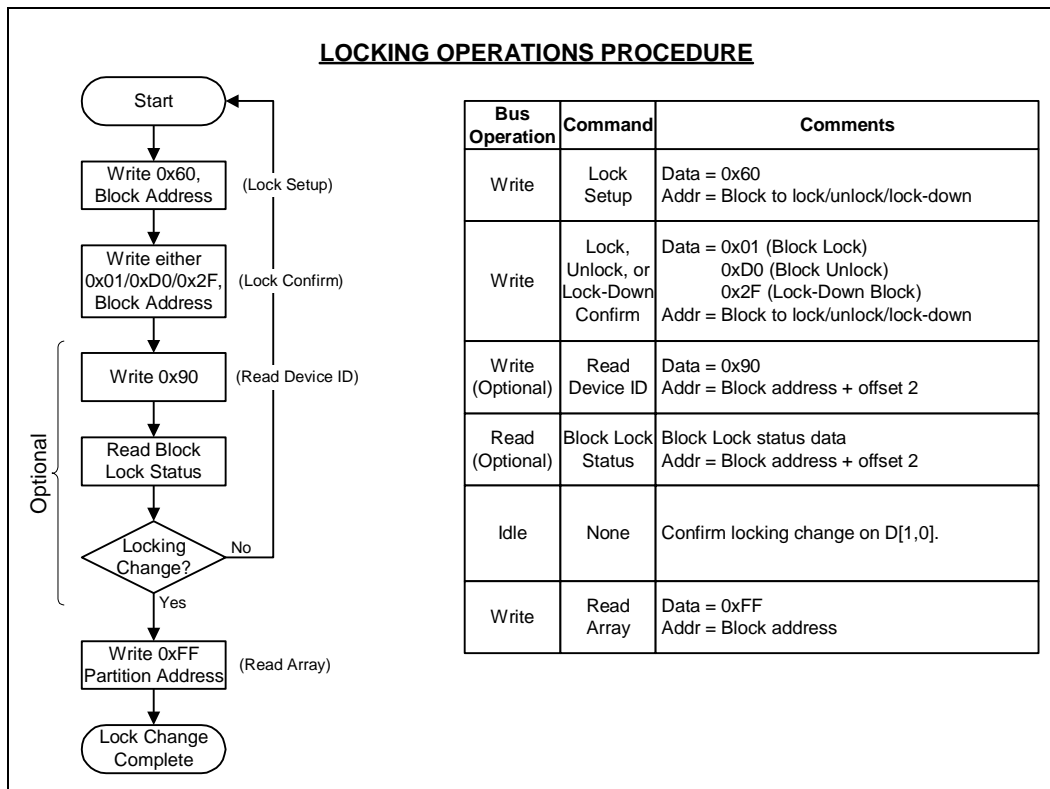 LOCKING OPERATIONS PROCEDURE
Start
Write 0x60,
Block Address
(Lock Setup)
Write either
0x01/0xD0/0x2F,
Block Address
(Lock Confirm)
Optional
Write 0x90
(Read Device ID)
Read Block
Lock Status
Locking
Change?
No
Yes
Write 0xFF
Partition Address
(Read Array)
Lock Change
Complete
Bus
Operation
Command
Comments
Write
Lock
Setup
Data = 0x60
Addr = Block to lock/unlock/lock-down
Write
Lock,
Unlock, or
Lock-Down
Confirm
Data = 0x01 (Block Lock)
0xD0 (Block Unlock)
0x2F (Lock-Down Block)
Addr = Block to lock/unlock/lock-down
Write
(Optional)
Read
Device ID
Data = 0x90
Addr = Block address + offset 2
Read
(Optional)
Block Lock
Status
Block Lock status data
Addr = Block address + offset 2
Idle
None
Confirm locking change on D[1,0].
Write
Read
Array
Data = 0xFF
Addr = Block address